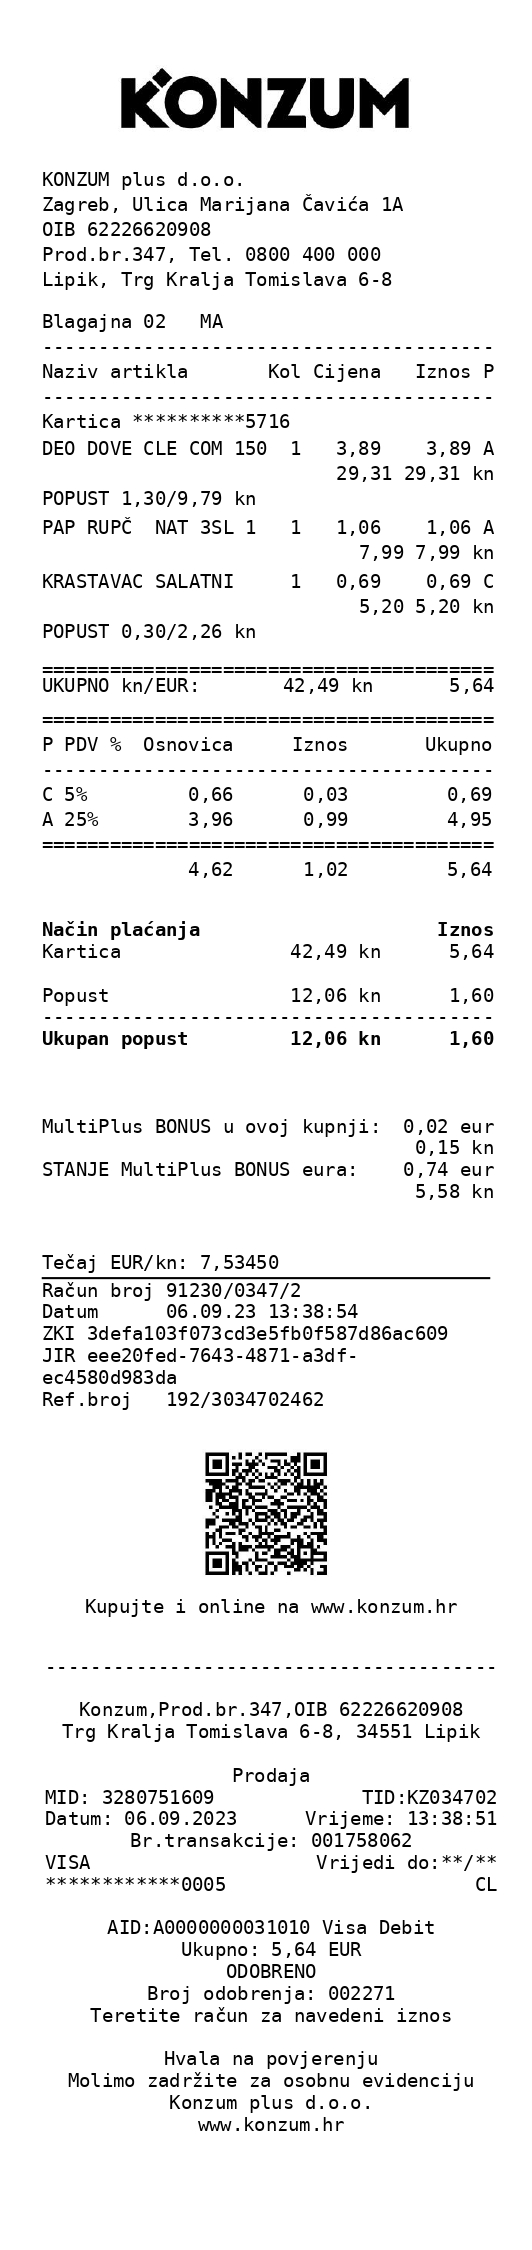 KONZUM
KONZUM plus d.o.o.
Zagreb, Ulica Marijana Čavića 1A
OIB 62226620908
Prod.br.347, Tel. 0800 400 000
Lipik, Trg Kralja Tomislava 6-8
Blagajna 02   MA
----------------------------------------
Naziv artikla       Kol Cijena   Iznos P
----------------------------------------
Kartica **********5716
DEO DOVE CLE COM 150  1   3,89    3,89 A
29,31 29,31 kn
POPUST 1,30/9,79 kn
PAP RUPČ  NAT 3SL 1   1   1,06    1,06 A
7,99 7,99 kn
KRASTAVAC SALATNI     1   0,69    0,69 C
5,20 5,20 kn
POPUST 0,30/2,26 kn
========================================
UKUPNO kn/EUR:       42,49 kn       5,64
========================================
P PDV %  Osnovica     Iznos       Ukupno
----------------------------------------
C 5%         0,66      0,03         0,69
A 25%        3,96      0,99         4,95
========================================
4,62      1,02         5,64
Način plaćanja                     Iznos
Kartica               42,49 kn      5,64
Popust                12,06 kn      1,60
----------------------------------------
Ukupan popust         12,06 kn      1,60
MultiPlus BONUS u ovoj kupnji:  0,02 eur
0,15 kn
STANJE MultiPlus BONUS eura:    0,74 eur
5,58 kn
Tečaj EUR/kn: 7,53450
Račun broj 91230/0347/2
Datum      06.09.23 13:38:54
ZKI 3defa103f073cd3e5fb0f587d86ac609
JIR eee20fed-7643-4871-a3df-
ec4580d983da
Ref.broj   192/3034702462
Kupujte i online na www.konzum.hr
----------------------------------------
Konzum,Prod.br.347,OIB 62226620908
Trg Kralja Tomislava 6-8, 34551 Lipik
Prodaja
MID: 3280751609             TID:KZ034702
Datum: 06.09.2023      Vrijeme: 13:38:51
Br.transakcije: 001758062
VISA                    Vrijedi do:**/**
************0005                      CL
AID:A0000000031010 Visa Debit
Ukupno: 5,64 EUR
ODOBRENO
Broj odobrenja: 002271
Teretite račun za navedeni iznos
Hvala na povjerenju
Molimo zadržite za osobnu evidenciju
Konzum plus d.o.o.
www.konzum.hr